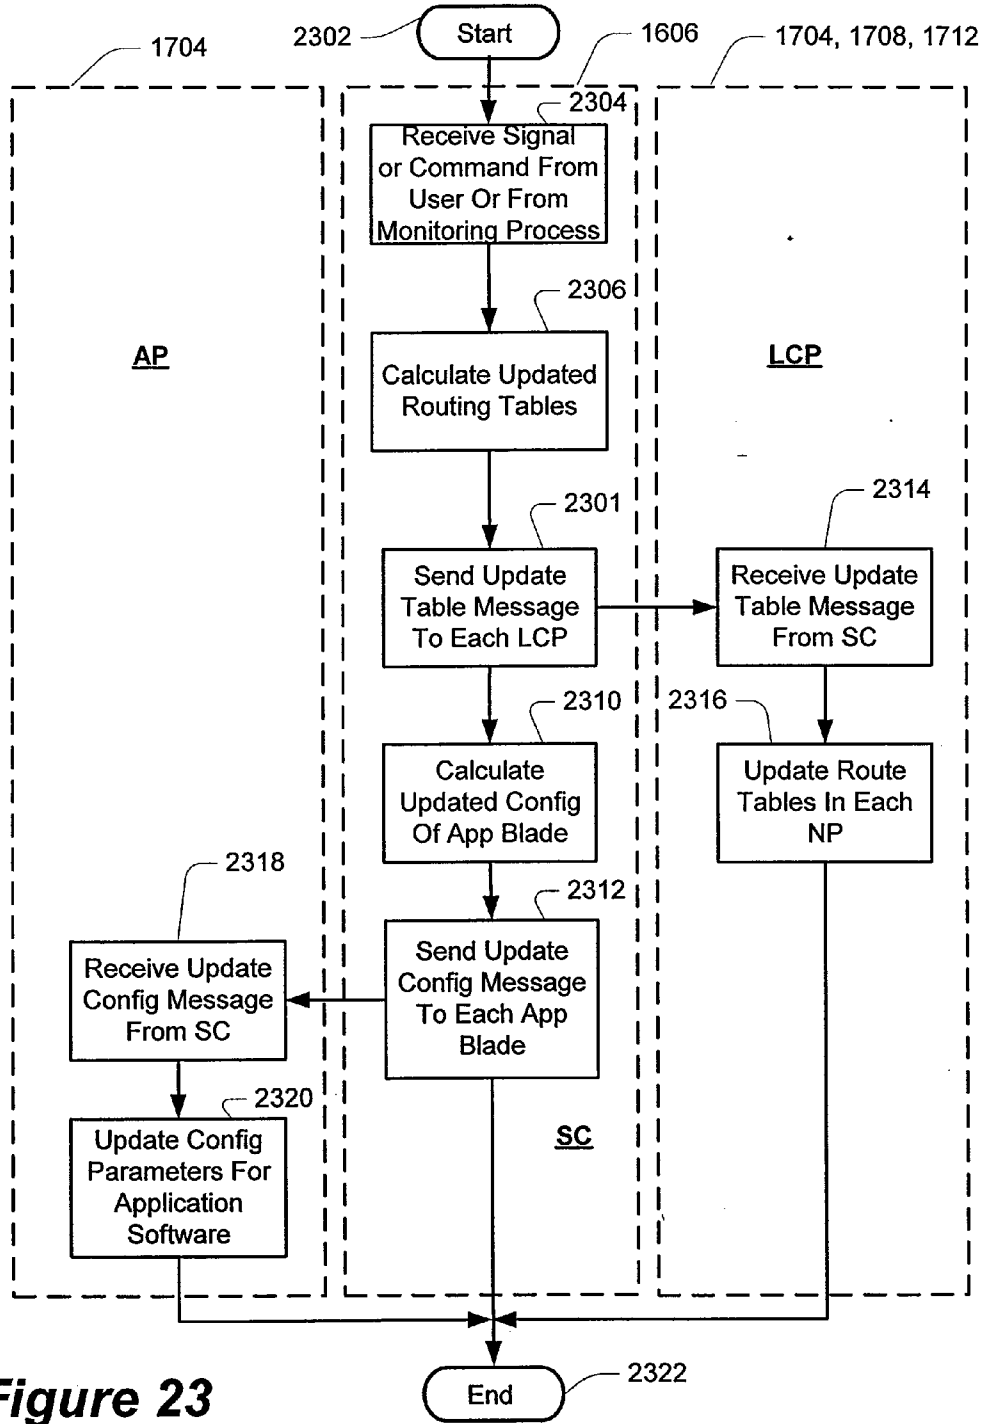 2302
Start
1704
1606
1704, 1708, 1712
2304
Receive Signal
or Command From
User Or From
Monitoring Process
2306
AP
LCP
Calculate Updated
Routing Tables
2301
2314
Send Update
Table Message
To Each LCP
Receive Update
Table Message
From SC
2310
2316
Calculate
Updated Config
Of App Blade
Update Route
Tables In Each
NP
2318
2312
Receive Update
Config Message
From SC
Send Update
Config Message
To Each App
Blade
2320
Update Config
Parameters For
Application
Software
SC
End
2322
Figure 23